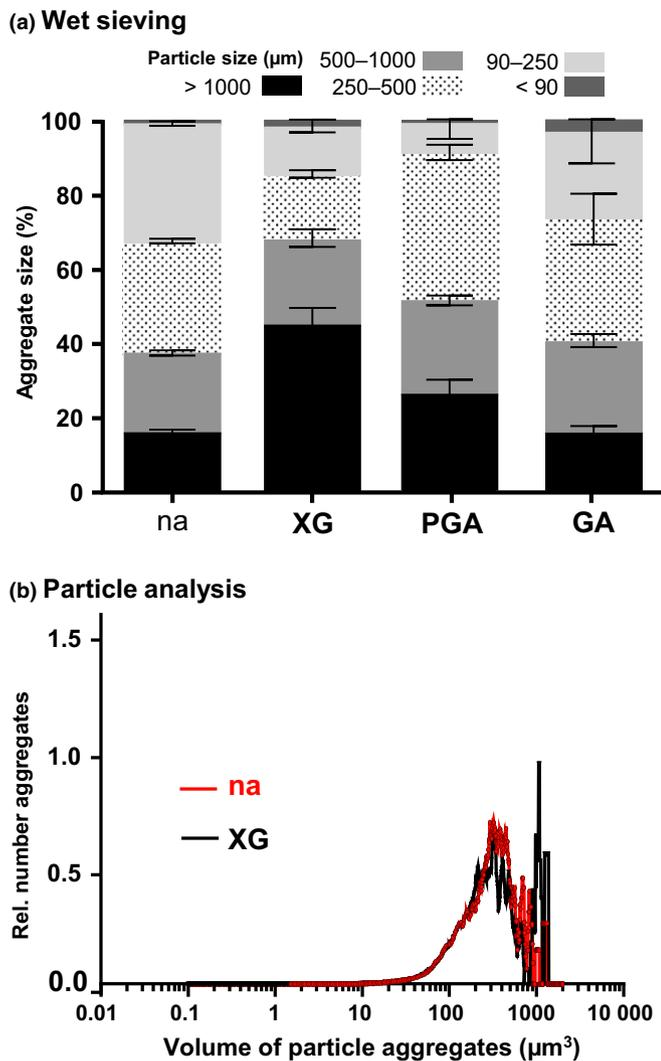 (a) Wet sieving
Particle size (µm) 500–1000 90–250
> 1000 250–500 < 90
Aggregate size (%)
100
80
60
40
20
0
na XG PGA GA
(b) Particle analysis
Rel. number aggregates
1.5
1.0
0.5
0.0
na
XG
0.01 0.1 1 10 100 1000 10 000
Volume of particle aggregates (µm³)